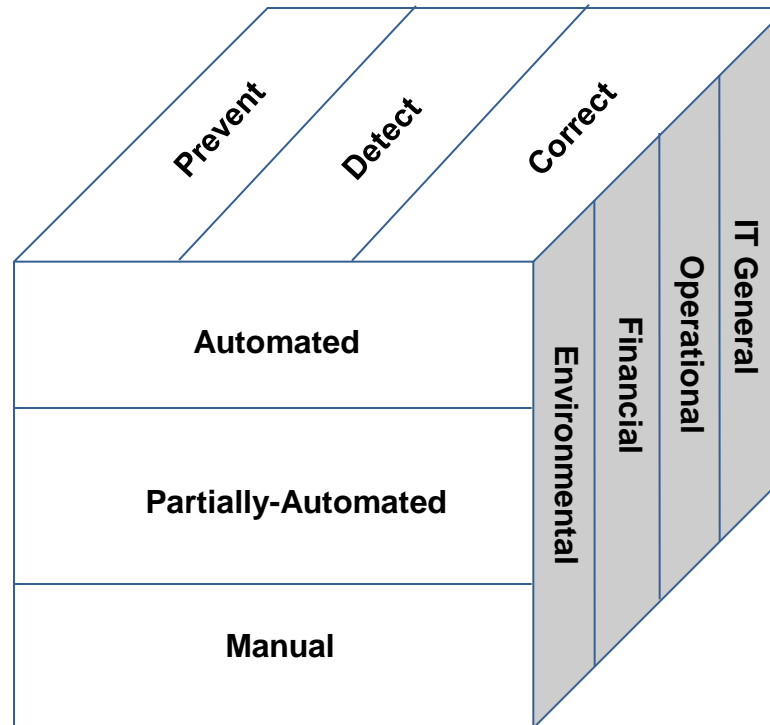 Prevent
Detect
Correct
Automated
Partially-Automated
Manual
Environmental
Financial
Operational
IT General